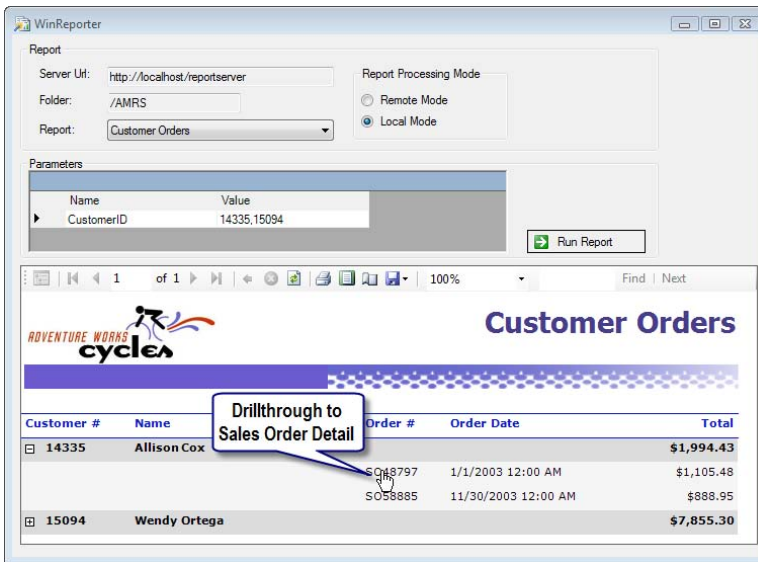 WinReporter
Report
Server Url: http://localhost/reportserver
Folder: /AMRS
Report: Customer Orders
Report Processing Mode
Remote Mode
Local Mode
Parameters
Name Value
CustomerID 14335,15094
Run Report
1 of 1 100% Find | Next
ADVENTURE WORKS
cycles
Customer Orders
Drillthrough to
Sales Order Detail
Customer # Name Order # Order Date Total
14335 Allison Cox $1,994.43
SO48797 1/1/2003 12:00 AM $1,105.48
SO58885 11/30/2003 12:00 AM $888.95
15094 Wendy Ortega $7,855.30